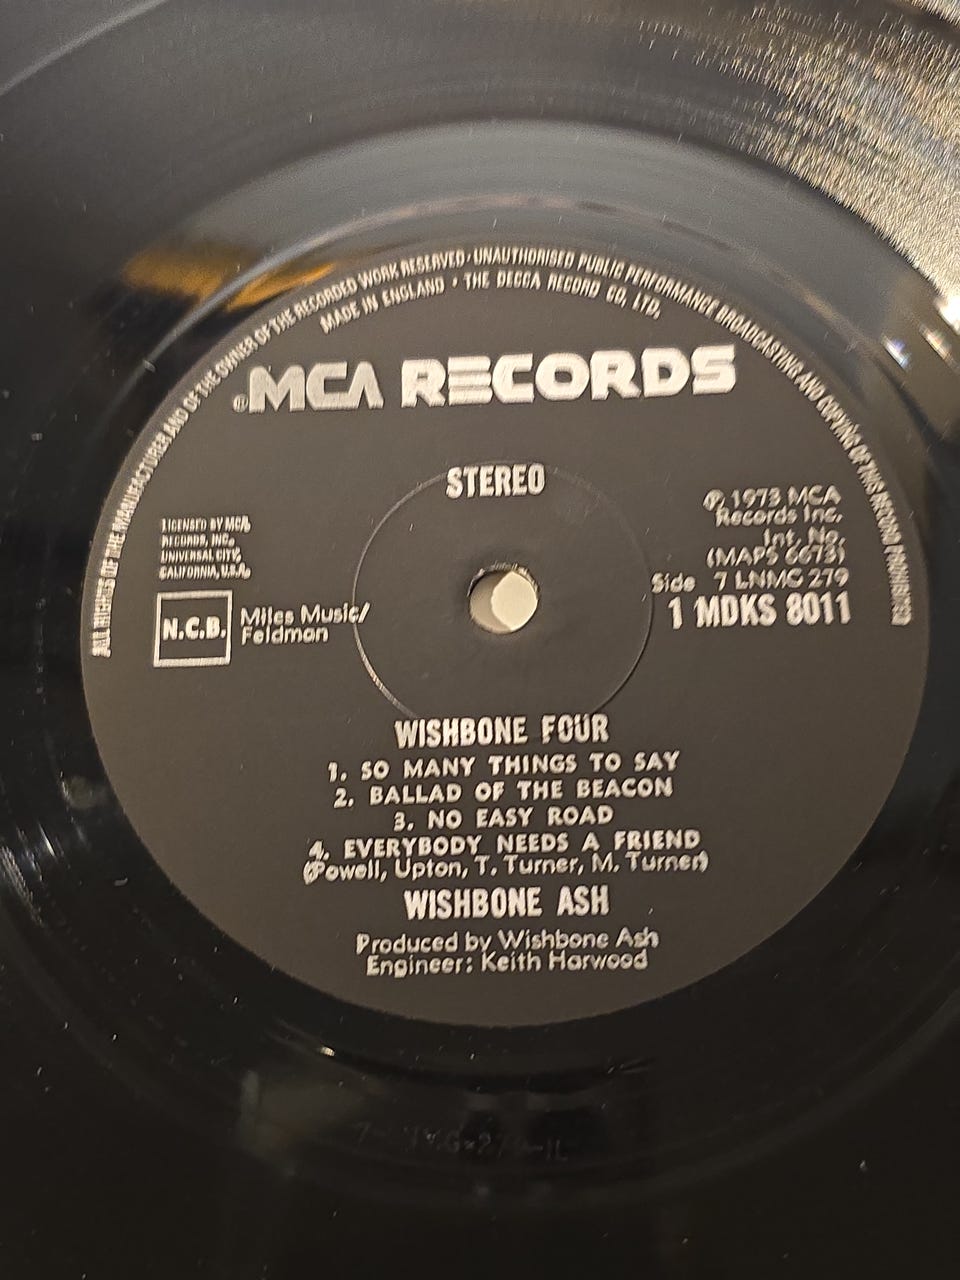 ALL RIGHTS OF THE MANUFACTURER AND OF THE OWNER OF THE RECORDED WORK RESERVED · UNAUTHORISED PUBLIC PERFORMANCE BROADCASTING AND COPYING OF THIS RECORD PROHIBITED
MADE IN ENGLAND · THE DECCA RECORD CO, LTD.
®MCA RECORDS
STEREO
LICENSED BY MCA
RECORDS, INC.,
UNIVERSAL CITY,
CALIFORNIA, U.S.A.
N.C.B.
Miles Music/
Feldman
℗ 1973 MCA
Records Inc.
Int. No.
(MAPS 6673)
Side 7 LNMG 279
1 MDKS 8011
WISHBONE FOUR
1. SO MANY THINGS TO SAY
2. BALLAD OF THE BEACON
3. NO EASY ROAD
4. EVERYBODY NEEDS A FRIEND
(Powell, Upton, T. Turner, M. Turner)
WISHBONE ASH
Produced by Wishbone Ash
Engineer: Keith Harwood